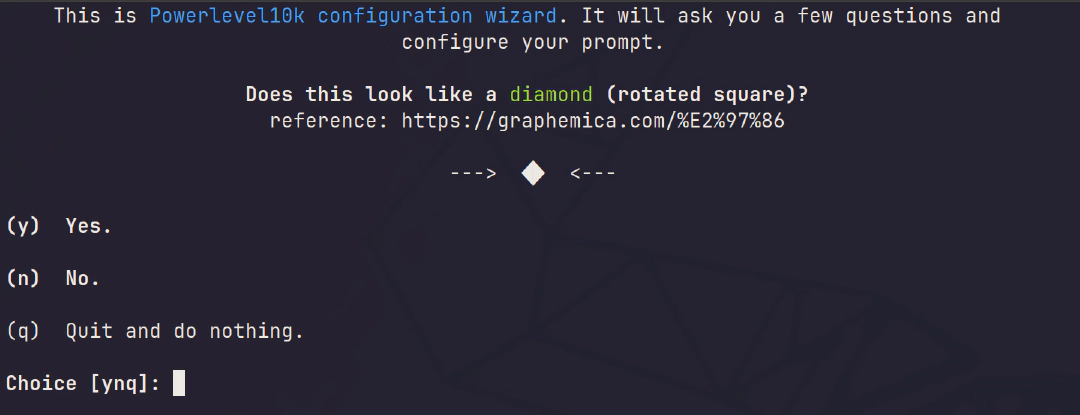 This is Powerlevel10k configuration wizard. It will ask you a few questions and
configure your prompt.
Does this look like a diamond (rotated square)?
reference: https://graphemica.com/%E2%97%86
---> ◆ <---
(y) Yes.
(n) No.
(q) Quit and do nothing.
Choice [ynq]: